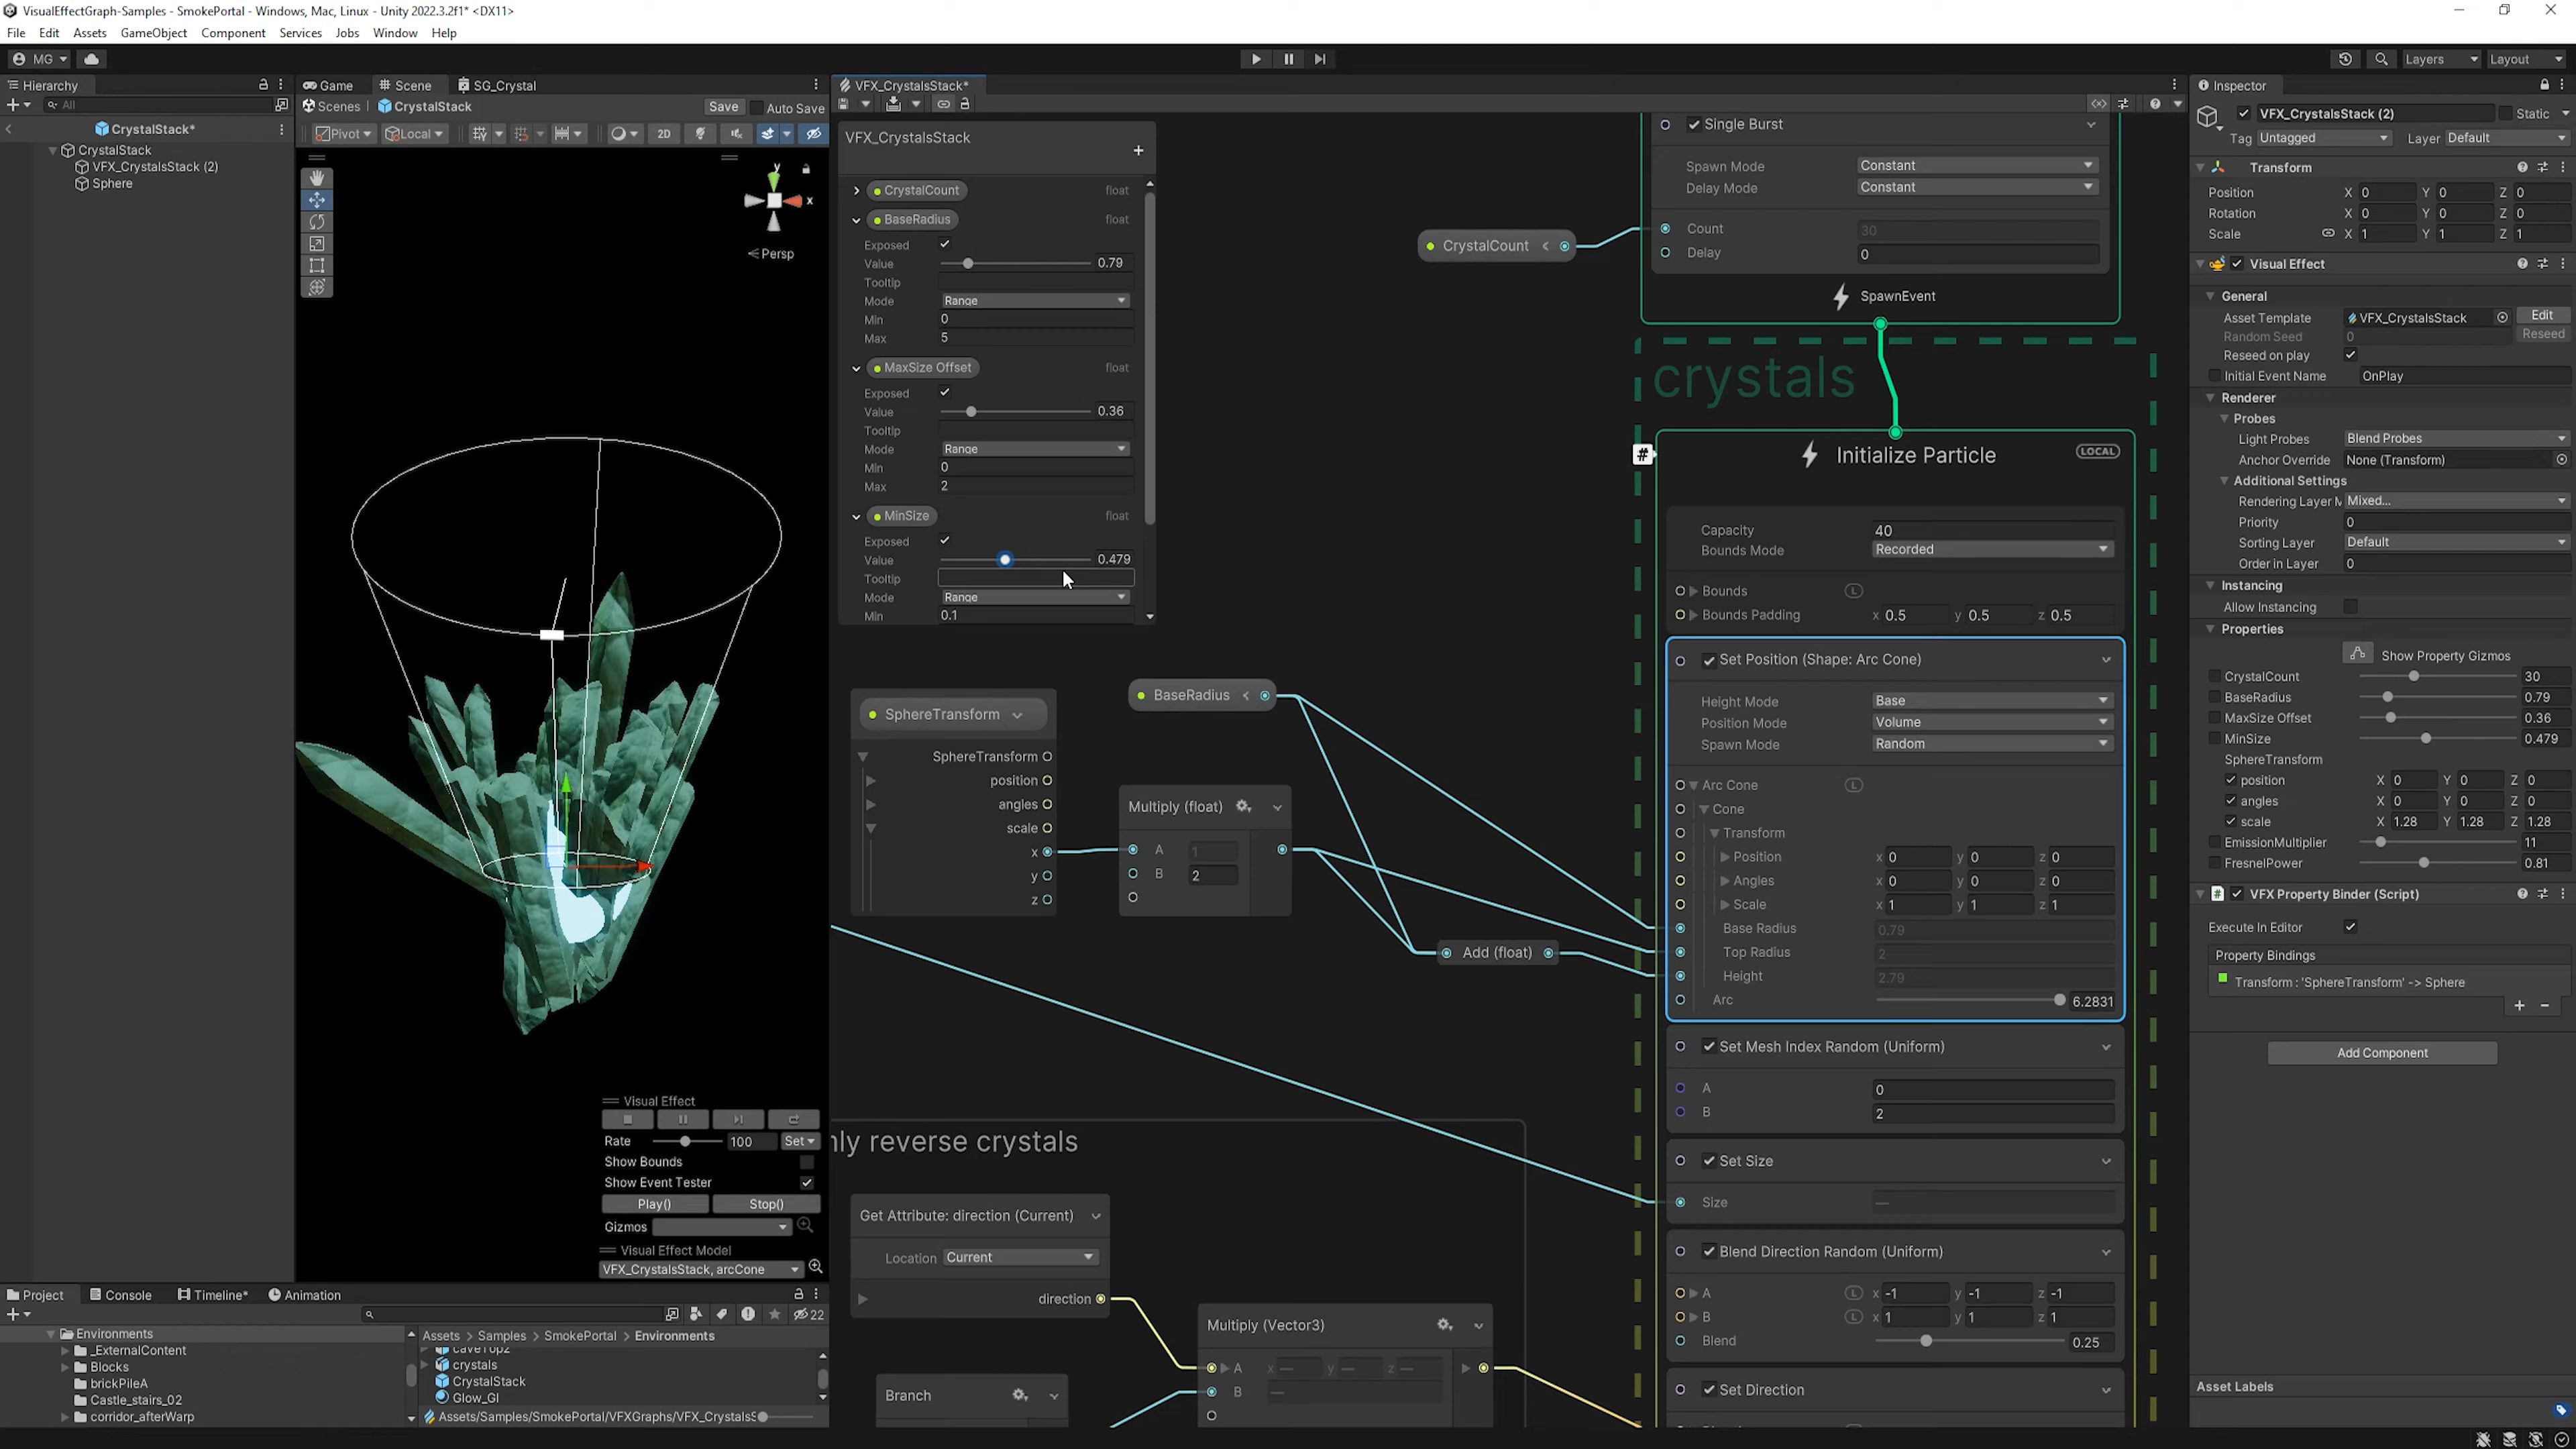 VisualEffectGraph-Samples - SmokePortal - Windows, Mac, Linux - Unity 2022.3.2f1* <DX11>
File Edit Assets GameObject Component Services Jobs Window Help
MG
Layers
Layout
Hierarchy
All
CrystalStack*
CrystalStack
VFX_CrystalsStack (2)
Sphere
Game
Scene
SG_Crystal
Scenes
CrystalStack
Save
Auto Save
Pivot
Local
2D
y
x
Persp
Visual Effect
Rate
100
Set
Show Bounds
Show Event Tester
Play()
Stop()
Gizmos
Visual Effect Model
VFX_CrystalsStack, arcCone
Project
Console
Timeline*
Animation
22
Environments
_ExternalContent
Blocks
brickPileA
Castle_stairs_02
corridor_afterWarp
Assets > Samples > SmokePortal > Environments
caveTop2
crystals
CrystalStack
Glow_GI
Assets/Samples/SmokePortal/VFXGraphs/VFX_CrystalsS
VFX_CrystalsStack*
VFX_CrystalsStack
+
CrystalCount float
BaseRadius float
Exposed
Value 0.79
Tooltip
Mode Range
Min 0
Max 5
MaxSize Offset float
Exposed
Value 0.36
Tooltip
Mode Range
Min 0
Max 2
MinSize float
Exposed
Value 0.479
Tooltip
Mode Range
Min 0.1
SphereTransform
SphereTransform
position
angles
scale
x
y
z
BaseRadius
Multiply (float)
A 1
B 2
Add (float)
CrystalCount
nly reverse crystals
Get Attribute: direction (Current)
Location Current
direction
Branch
Multiply (Vector3)
A x — y — z —
B —
Single Burst
Spawn Mode Constant
Delay Mode Constant
Count 30
Delay 0
SpawnEvent
crystals
#
Initialize Particle
LOCAL
Capacity 40
Bounds Mode Recorded
Bounds L
Bounds Padding x 0.5 y 0.5 z 0.5
Set Position (Shape: Arc Cone)
Height Mode Base
Position Mode Volume
Spawn Mode Random
Arc Cone L
Cone
Transform
Position x 0 y 0 z 0
Angles x 0 y 0 z 0
Scale x 1 y 1 z 1
Base Radius 0.79
Top Radius 2
Height 2.79
Arc 6.2831
Set Mesh Index Random (Uniform)
A 0
B 2
Set Size
Size —
Blend Direction Random (Uniform)
A L x -1 y -1 z -1
B L x 1 y 1 z 1
Blend 0.25
Set Direction
Inspector
VFX_CrystalsStack (2)
Static
Tag Untagged
Layer Default
Transform
Position X 0 Y 0 Z 0
Rotation X 0 Y 0 Z 0
Scale X 1 Y 1 Z 1
Visual Effect
General
Asset Template VFX_CrystalsStack Edit
Random Seed 0 Reseed
Reseed on play
Initial Event Name OnPlay
Renderer
Probes
Light Probes Blend Probes
Anchor Override None (Transform)
Additional Settings
Rendering Layer M Mixed...
Priority 0
Sorting Layer Default
Order in Layer 0
Instancing
Allow Instancing
Properties
Show Property Gizmos
CrystalCount 30
BaseRadius 0.79
MaxSize Offset 0.36
MinSize 0.479
SphereTransform
position X 0 Y 0 Z 0
angles X 0 Y 0 Z 0
scale X 1.28 Y 1.28 Z 1.28
EmissionMultiplier 11
FresnelPower 0.81
VFX Property Binder (Script)
Execute In Editor
Property Bindings
Transform : 'SphereTransform' -> Sphere
+ −
Add Component
Asset Labels